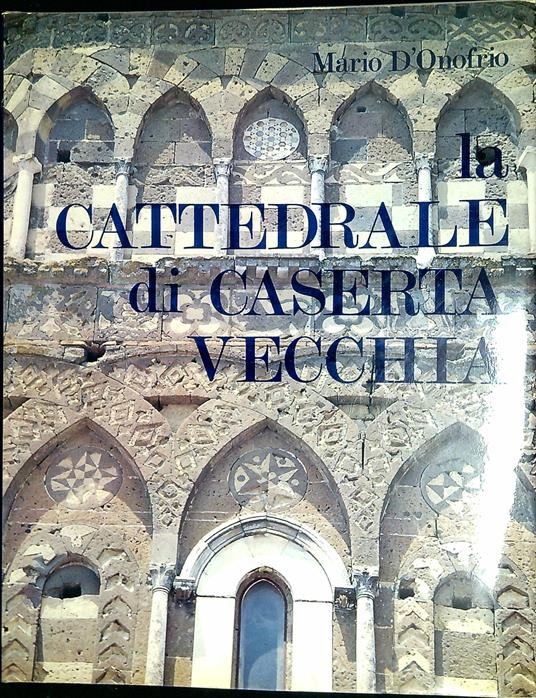 Mario D'Onofrio
la
CATTEDRALE
di CASERTA
VECCHIA